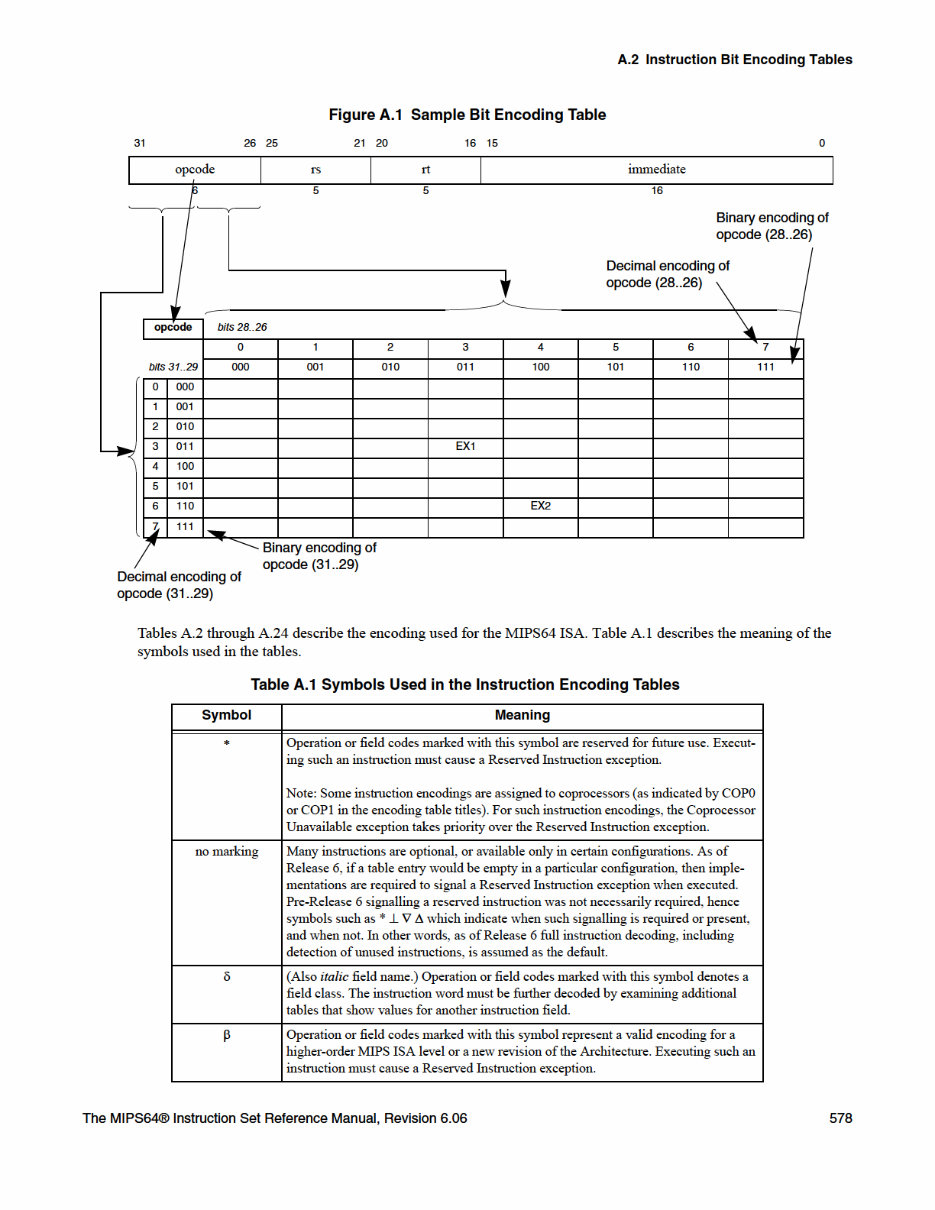 A.2 Instruction Bit Encoding Tables
Figure A.1 Sample Bit Encoding Table
31 26 25 21 20 16 15 0
opcode rs rt immediate
6 5 5 16
Binary encoding of
opcode (28..26)
Decimal encoding of
opcode (28..26)
opcode bits 28..26
0 1 2 3 4 5 6 7
bits 31..29 000 001 010 011 100 101 110 111
0 000
1 001
2 010
3 011 EX1
4 100
5 101
6 110 EX2
7 111
Binary encoding of
opcode (31..29)
Decimal encoding of
opcode (31..29)
Tables A.2 through A.24 describe the encoding used for the MIPS64 ISA. Table A.1 describes the meaning of the
symbols used in the tables.
Table A.1 Symbols Used in the Instruction Encoding Tables
Symbol Meaning
* Operation or field codes marked with this symbol are reserved for future use. Execut-
ing such an instruction must cause a Reserved Instruction exception.
Note: Some instruction encodings are assigned to coprocessors (as indicated by COP0
or COP1 in the encoding table titles). For such instruction encodings, the Coprocessor
Unavailable exception takes priority over the Reserved Instruction exception.
no marking Many instructions are optional, or available only in certain configurations. As of
Release 6, if a table entry would be empty in a particular configuration, then imple-
mentations are required to signal a Reserved Instruction exception when executed.
Pre-Release 6 signalling a reserved instruction was not necessarily required, hence
symbols such as * ⊥ ∇ Δ which indicate when such signalling is required or present,
and when not. In other words, as of Release 6 full instruction decoding, including
detection of unused instructions, is assumed as the default.
δ (Also italic field name.) Operation or field codes marked with this symbol denotes a
field class. The instruction word must be further decoded by examining additional
tables that show values for another instruction field.
β Operation or field codes marked with this symbol represent a valid encoding for a
higher-order MIPS ISA level or a new revision of the Architecture. Executing such an
instruction must cause a Reserved Instruction exception.
The MIPS64® Instruction Set Reference Manual, Revision 6.06 578